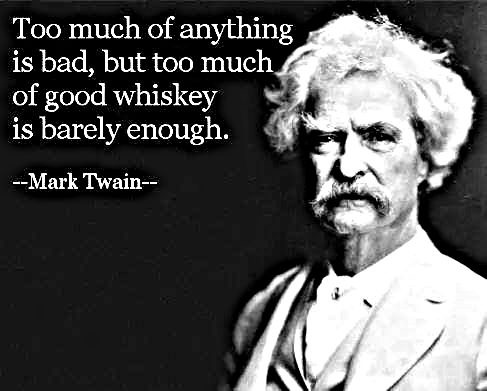 Too much of anything
is bad, but too much
of good whiskey
is barely enough.
--Mark Twain--